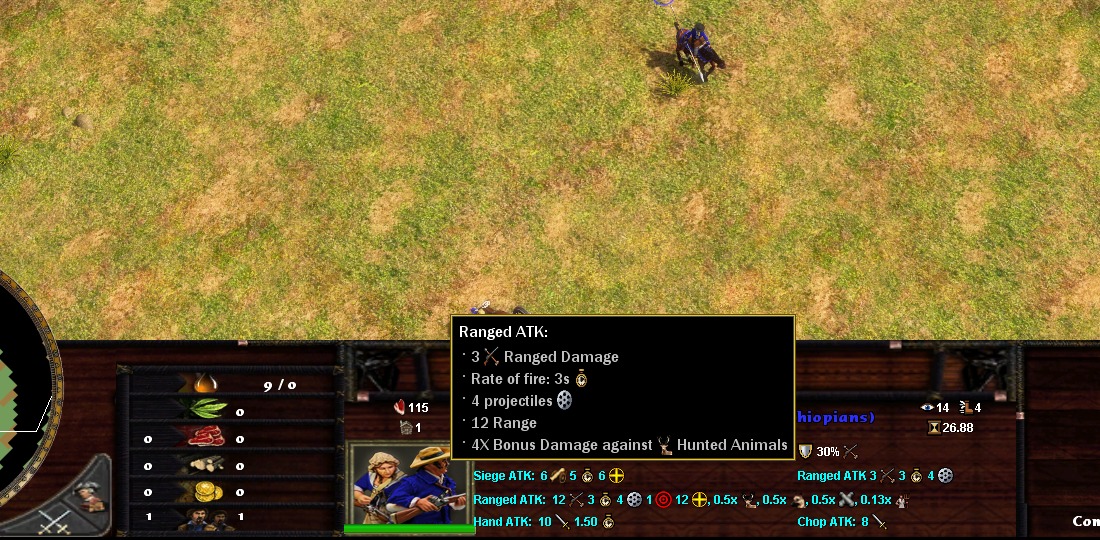 Ranged ATK:
· 3 Ranged Damage
· Rate of fire: 3s
· 4 projectiles
· 12 Range
· 4X Bonus Damage against Hunted Animals
9 / 0
0
0 0
0 0
0 0
1 1
115
1
hiopians)
14 4
26.88
30%
Siege ATK: 6 5 6
Ranged ATK 3 3 4
Ranged ATK: 12 3 4 1 12 , 0.5x , 0.5x , 0.5x , 0.13x
Hand ATK: 10 1.50
Chop ATK: 8
Con